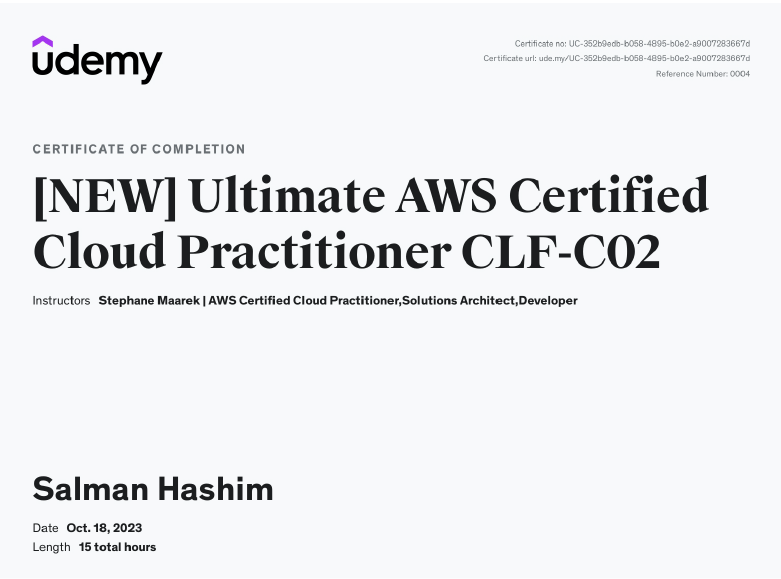 udemy
Certificate no: UC-352b9edb-b058-4895-b0e2-a9007283667d
Certificate url: ude.my/UC-352b9edb-b058-4895-b0e2-a9007283667d
Reference Number: 0004
CERTIFICATE OF COMPLETION
[NEW] Ultimate AWS Certified
Cloud Practitioner CLF-C02
Instructors Stephane Maarek | AWS Certified Cloud Practitioner,Solutions Architect,Developer
Salman Hashim
Date Oct. 18, 2023
Length 15 total hours